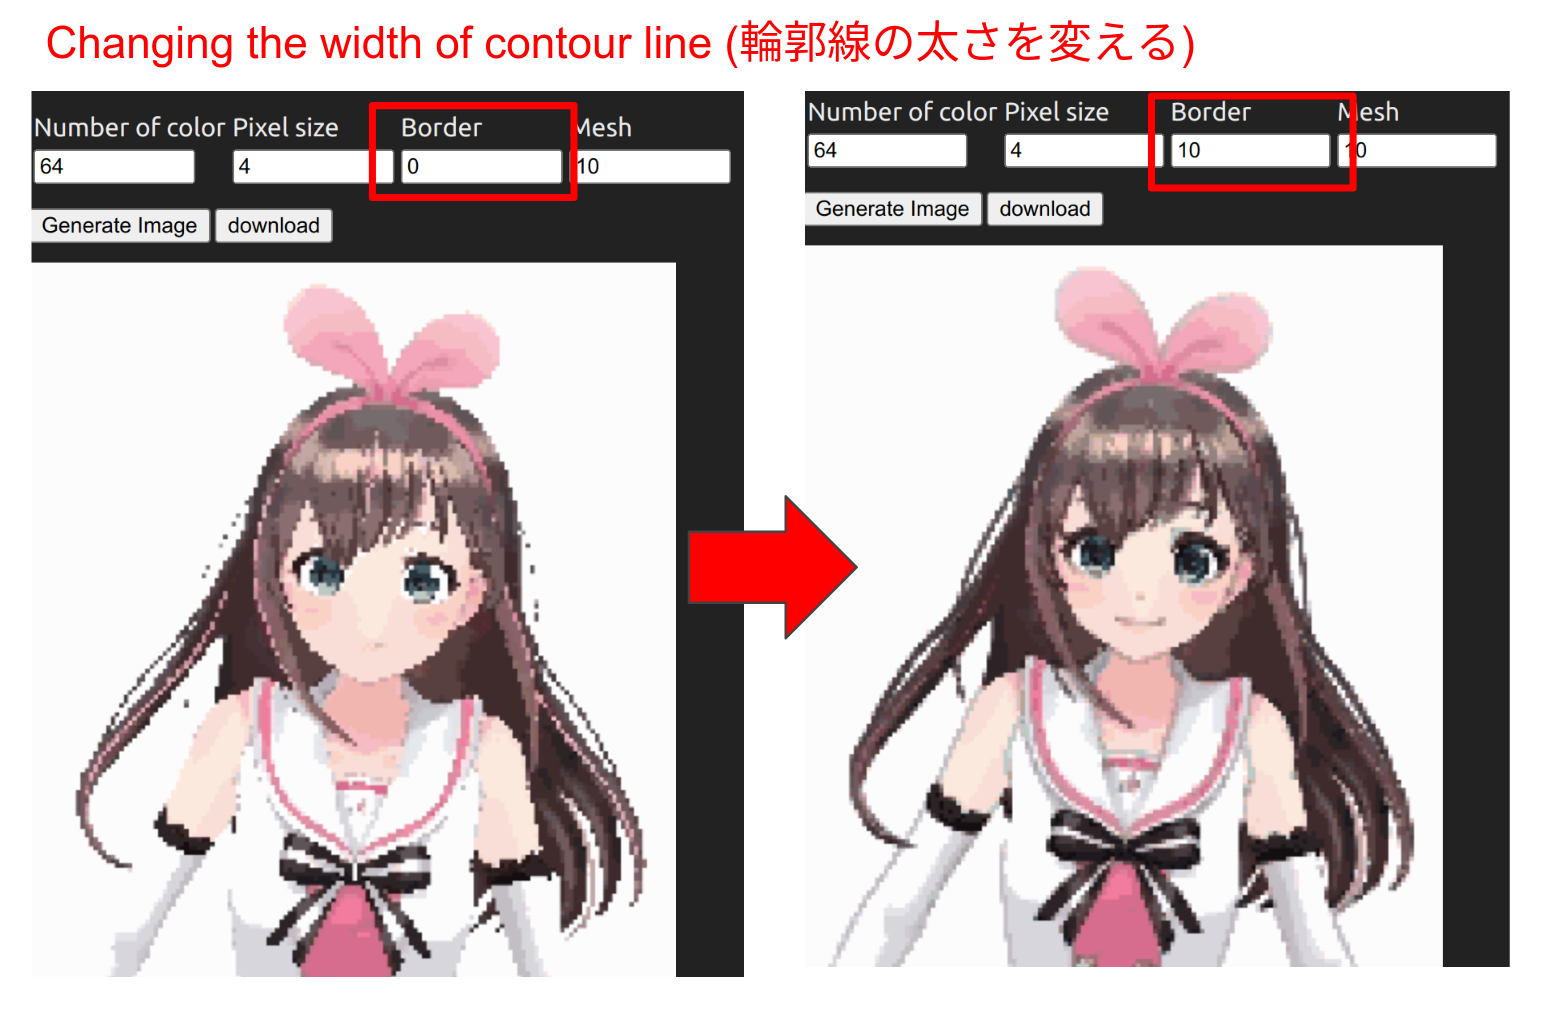 Changing the width of contour line (輪郭線の太さを変える)
Number of color Pixel size Border Mesh
64 4 0 10
Generate Image download
Number of color Pixel size Border Mesh
64 4 10 10
Generate Image download